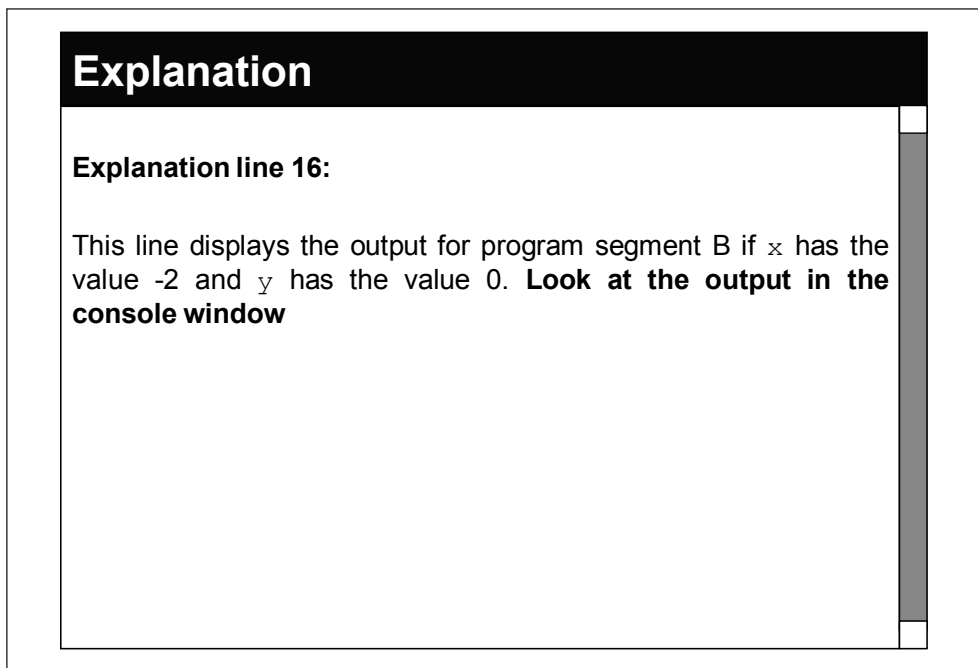 Explanation
Explanation line 16:
This line displays the output for program segment B if x has the
value -2 and y has the value 0. Look at the output in the
console window